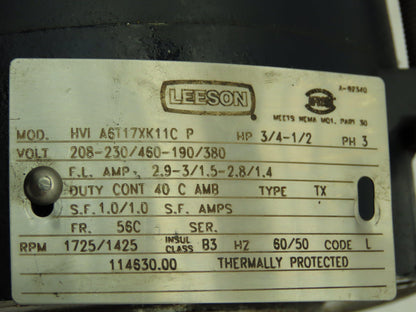 LEESON
A-97340
MEETS NEMA MG1, PART 30
MOD. HVI A6T17XK11C P HP 3/4-1/2 PH 3
VOLT 208-230/460-190/380
F.L. AMP. 2.9-3/1.5-2.8/1.4
DUTY CONT 40 C AMB TYPE TX
S.F. 1.0/1.0 S.F. AMPS
FR. 56C SER.
RPM 1725/1425 INSUL CLASS B3 HZ 60/50 CODE L
114630.00 THERMALLY PROTECTED